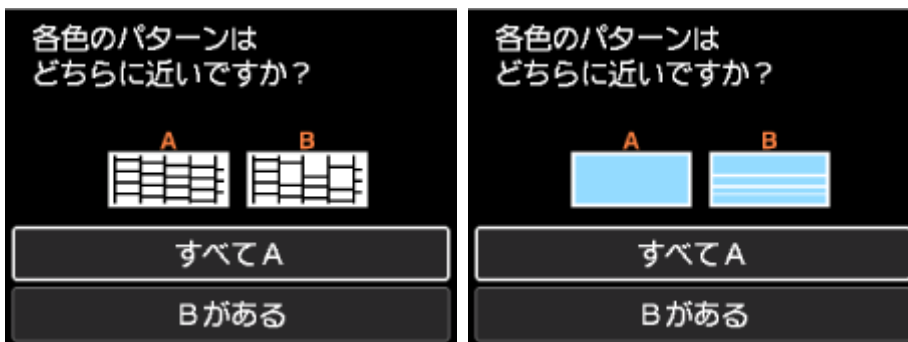 各色のパターンは
どちらに近いですか？
A B
すべてA
Bがある
各色のパターンは
どちらに近いですか？
A B
すべてA
Bがある